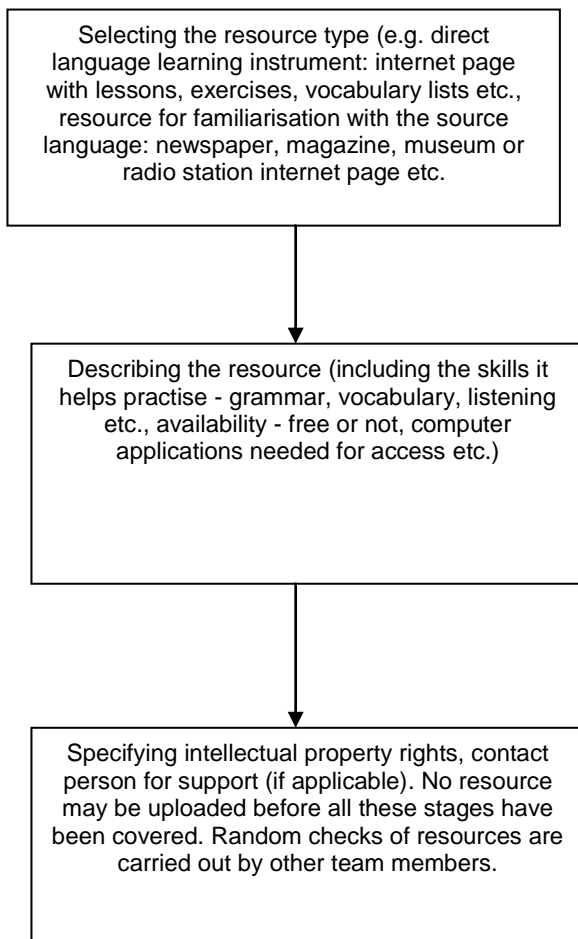 Selecting the resource type (e.g. direct
language learning instrument: internet page
with lessons, exercises, vocabulary lists etc.,
resource for familiarisation with the source
language: newspaper, magazine, museum or
radio station internet page etc.
Describing the resource (including the skills it
helps practise - grammar, vocabulary, listening
etc., availability - free or not, computer
applications needed for access etc.)
Specifying intellectual property rights, contact
person for support (if applicable). No resource
may be uploaded before all these stages have
been covered. Random checks of resources are
carried out by other team members.